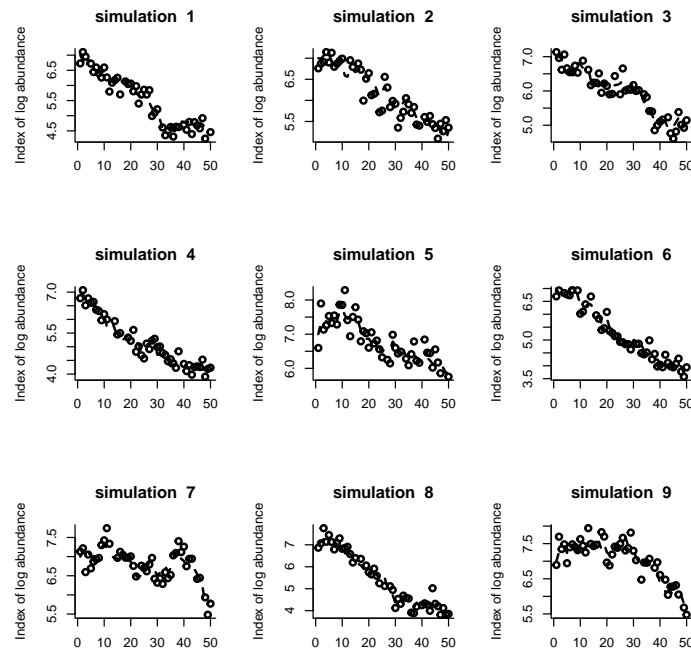 simulation 1
simulation 2
simulation 3
Index of log abundance
4.5 5.5 6.5
0 10 20 30 40 50
Index of log abundance
5.5 6.5
0 10 20 30 40 50
Index of log abundance
5.0 6.0 7.0
0 10 20 30 40 50
simulation 4
simulation 5
simulation 6
Index of log abundance
4.0 5.5 7.0
0 10 20 30 40 50
Index of log abundance
6.0 7.0 8.0
0 10 20 30 40 50
Index of log abundance
3.5 5.0 6.5
0 10 20 30 40 50
simulation 7
simulation 8
simulation 9
Index of log abundance
5.5 6.5 7.5
0 10 20 30 40 50
Index of log abundance
4 5 6 7
0 10 20 30 40 50
Index of log abundance
5.5 6.5 7.5
0 10 20 30 40 50